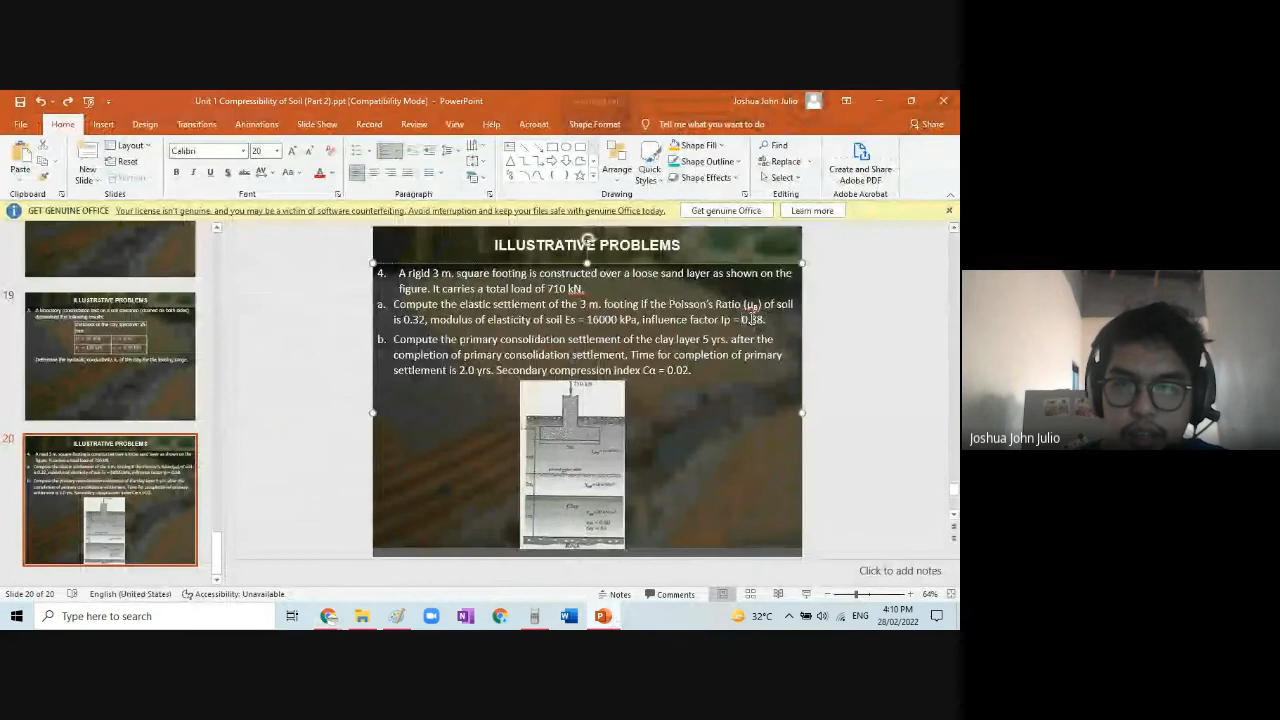 Unit 1 Compressibility of Soil (Part 2).ppt [Compatibility Mode] - PowerPoint
Joshua John Julio
File Home Insert Design Transitions Animations Slide Show Record Review View Help Acrobat Shape Format Tell me what you want to do Share
Paste
Clipboard
New Slide
Layout
Reset
Slides
Calibri 20
Font
Paragraph
Arrange
Quick Styles
Shape Fill
Shape Outline
Shape Effects
Drawing
Find
Replace
Select
Editing
Create and Share Adobe PDF
Adobe Acrobat
GET GENUINE OFFICE Your license isn't genuine, and you may be a victim of software counterfeiting. Avoid interruption and keep your files safe with genuine Office today. Get genuine Office Learn more
19
ILLUSTRATIVE PROBLEMS
20
ILLUSTRATIVE PROBLEMS
ILLUSTRATIVE PROBLEMS
4. A rigid 3 m. square footing is constructed over a loose sand layer as shown on the
figure. It carries a total load of 710 kN.
a. Compute the elastic settlement of the 3 m. footing if the Poisson's Ratio (μs) of soil
is 0.32, modulus of elasticity of soil Es = 16000 kPa, influence factor Ip = 0.88.
b. Compute the primary consolidation settlement of the clay layer 5 yrs. after the
completion of primary consolidation settlement. Time for completion of primary
settlement is 2.0 yrs. Secondary compression index Cα = 0.02.
710 kN
Clay
Rock
Click to add notes
Slide 20 of 20 English (United States) Accessibility: Unavailable Notes Comments 64%
Type here to search
32°C ENG
4:10 PM
28/02/2022
Joshua John Julio